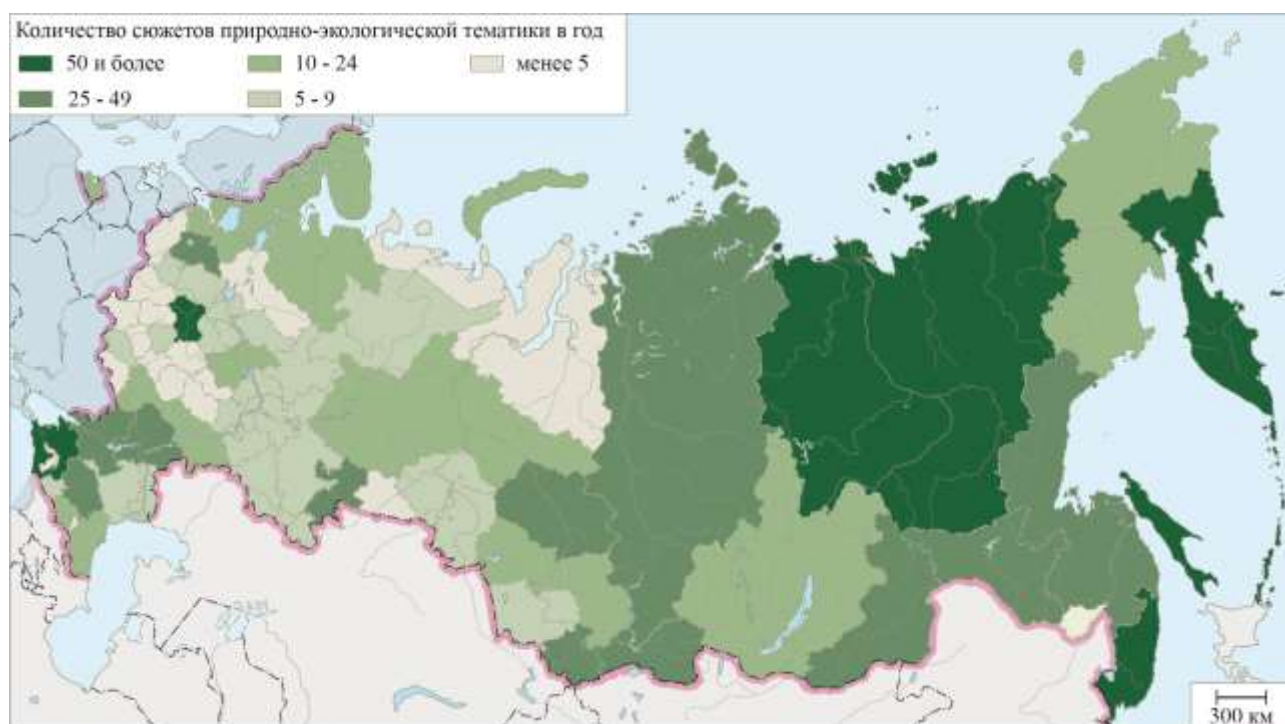 Количество сюжетов природно-экологической тематики в год
50 и более
10 - 24
менее 5
25 - 49
5 - 9
300 км